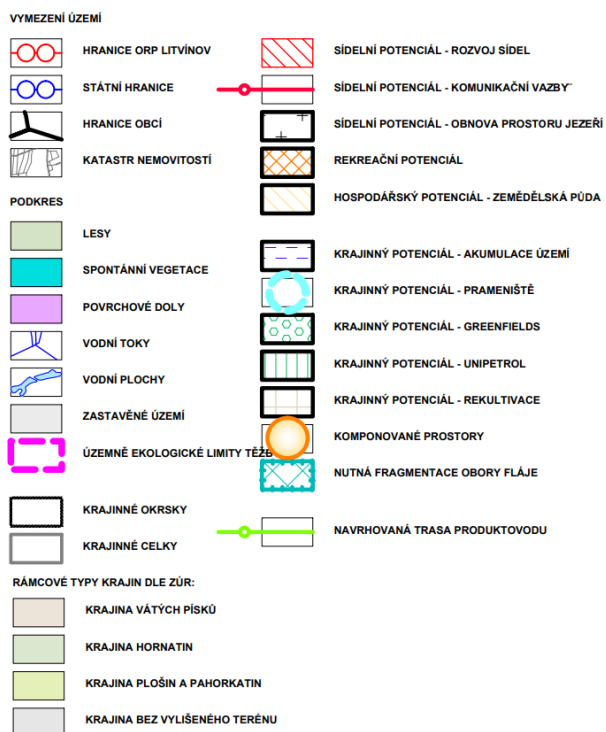 VYMEZENÍ ÚZEMÍ
HRANICE ORP LITVÍNOV
STÁTNÍ HRANICE
HRANICE OBCÍ
KATASTR NEMOVITOSTÍ
PODKRES
LESY
SPONTÁNNÍ VEGETACE
POVRCHOVÉ DOLY
VODNÍ TOKY
VODNÍ PLOCHY
ZASTAVĚNÉ ÚZEMÍ
ÚZEMNĚ EKOLOGICKÉ LIMITY TĚŽB
KRAJINNÉ OKRSKY
KRAJINNÉ CELKY
RÁMCOVÉ TYPY KRAJIN DLE ZÚR:
KRAJINA VÁTÝCH PÍSKŮ
KRAJINA HORNATIN
KRAJINA PLOŠIN A PAHORKATIN
KRAJINA BEZ VYLIŠENÉHO TERÉNU
SÍDELNÍ POTENCIÁL - ROZVOJ SÍDEL
SÍDELNÍ POTENCIÁL - KOMUNIKAČNÍ VAZBY¨
SÍDELNÍ POTENCIÁL - OBNOVA PROSTORU JEZEŘÍ
REKREAČNÍ POTENCIÁL
HOSPODÁŘSKÝ POTENCIÁL - ZEMĚDĚLSKÁ PŮDA
KRAJINNÝ POTENCIÁL - AKUMULACE ÚZEMÍ
KRAJINNÝ POTENCIÁL - PRAMENIŠTĚ
KRAJINNÝ POTENCIÁL - GREENFIELDS
KRAJINNÝ POTENCIÁL - UNIPETROL
KRAJINNÝ POTENCIÁL - REKULTIVACE
KOMPONOVANÉ PROSTORY
NUTNÁ FRAGMENTACE OBORY FLÁJE
NAVRHOVANÁ TRASA PRODUKTOVODU